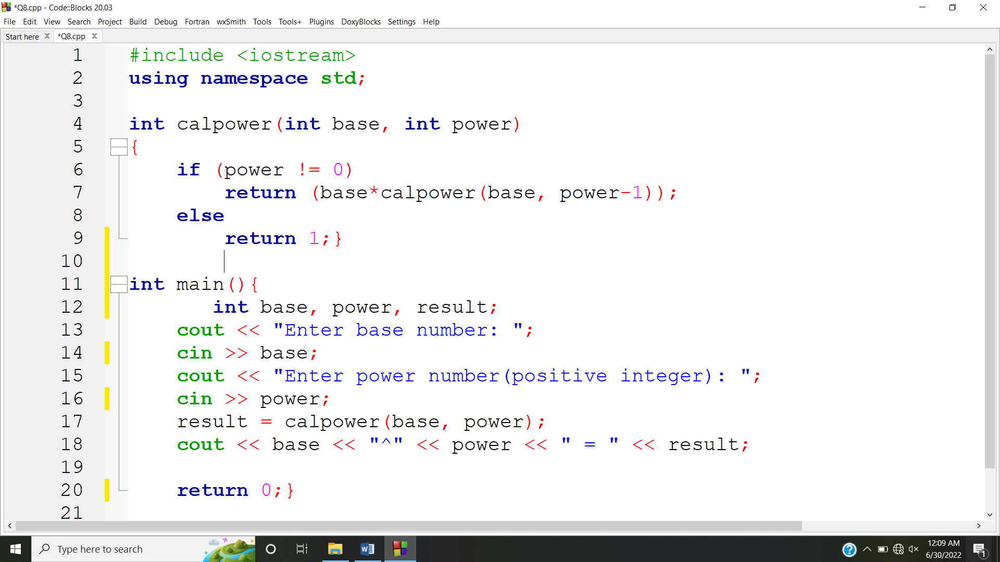 *Q8.cpp - Code::Blocks 20.03
File Edit View Search Project Build Debug Fortran wxSmith Tools Tools+ Plugins DoxyBlocks Settings Help
Start here X *Q8.cpp X
1 #include <iostream>
2 using namespace std;
3
4 int calpower(int base, int power)
5 {
6 if (power != 0)
7 return (base*calpower(base, power-1));
8 else
9 return 1;}
10
11 int main(){
12 int base, power, result;
13 cout << "Enter base number: ";
14 cin >> base;
15 cout << "Enter power number(positive integer): ";
16 cin >> power;
17 result = calpower(base, power);
18 cout << base << "^" << power << " = " << result;
19
20 return 0;}
21
Type here to search
12:09 AM
6/30/2022
1